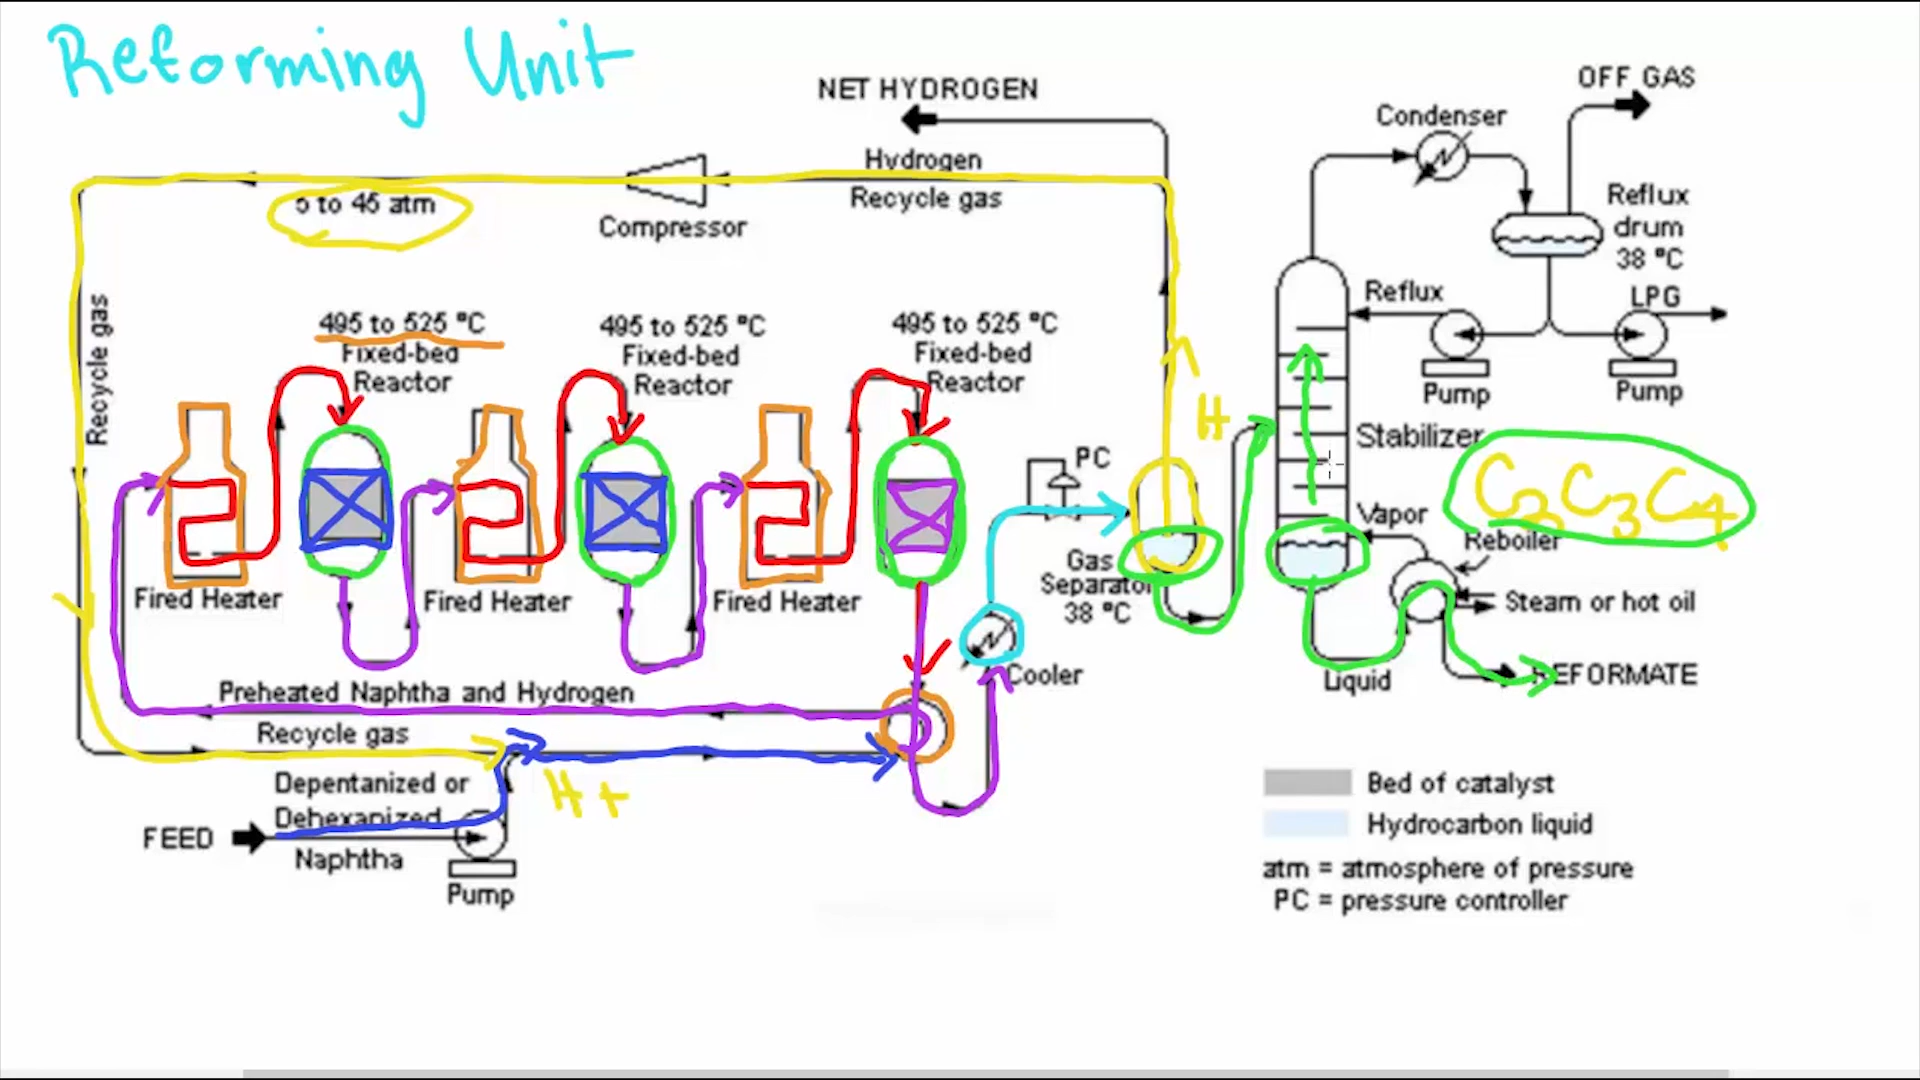 Reforming Unit
NET HYDROGEN
OFF GAS
Condenser
Hydrogen
Recycle gas
5 to 45 atm
Compressor
Reflux
drum
38 °C
Recycle gas
Reflux
LPG
Pump
Pump
495 to 525 °C
Fixed-bed
Reactor
495 to 525 °C
Fixed-bed
Reactor
495 to 525 °C
Fixed-bed
Reactor
H
Stabilizer
PC
C2 C3 C4
Vapor
Reboiler
Gas
Separator
38 °C
Fired Heater
Fired Heater
Fired Heater
Steam or hot oil
Cooler
Liquid
REFORMATE
Preheated Naphtha and Hydrogen
Recycle gas
H +
Depentanized or
Dehexanized
FEED
Naphtha
Pump
Bed of catalyst
Hydrocarbon liquid
atm = atmosphere of pressure
PC = pressure controller